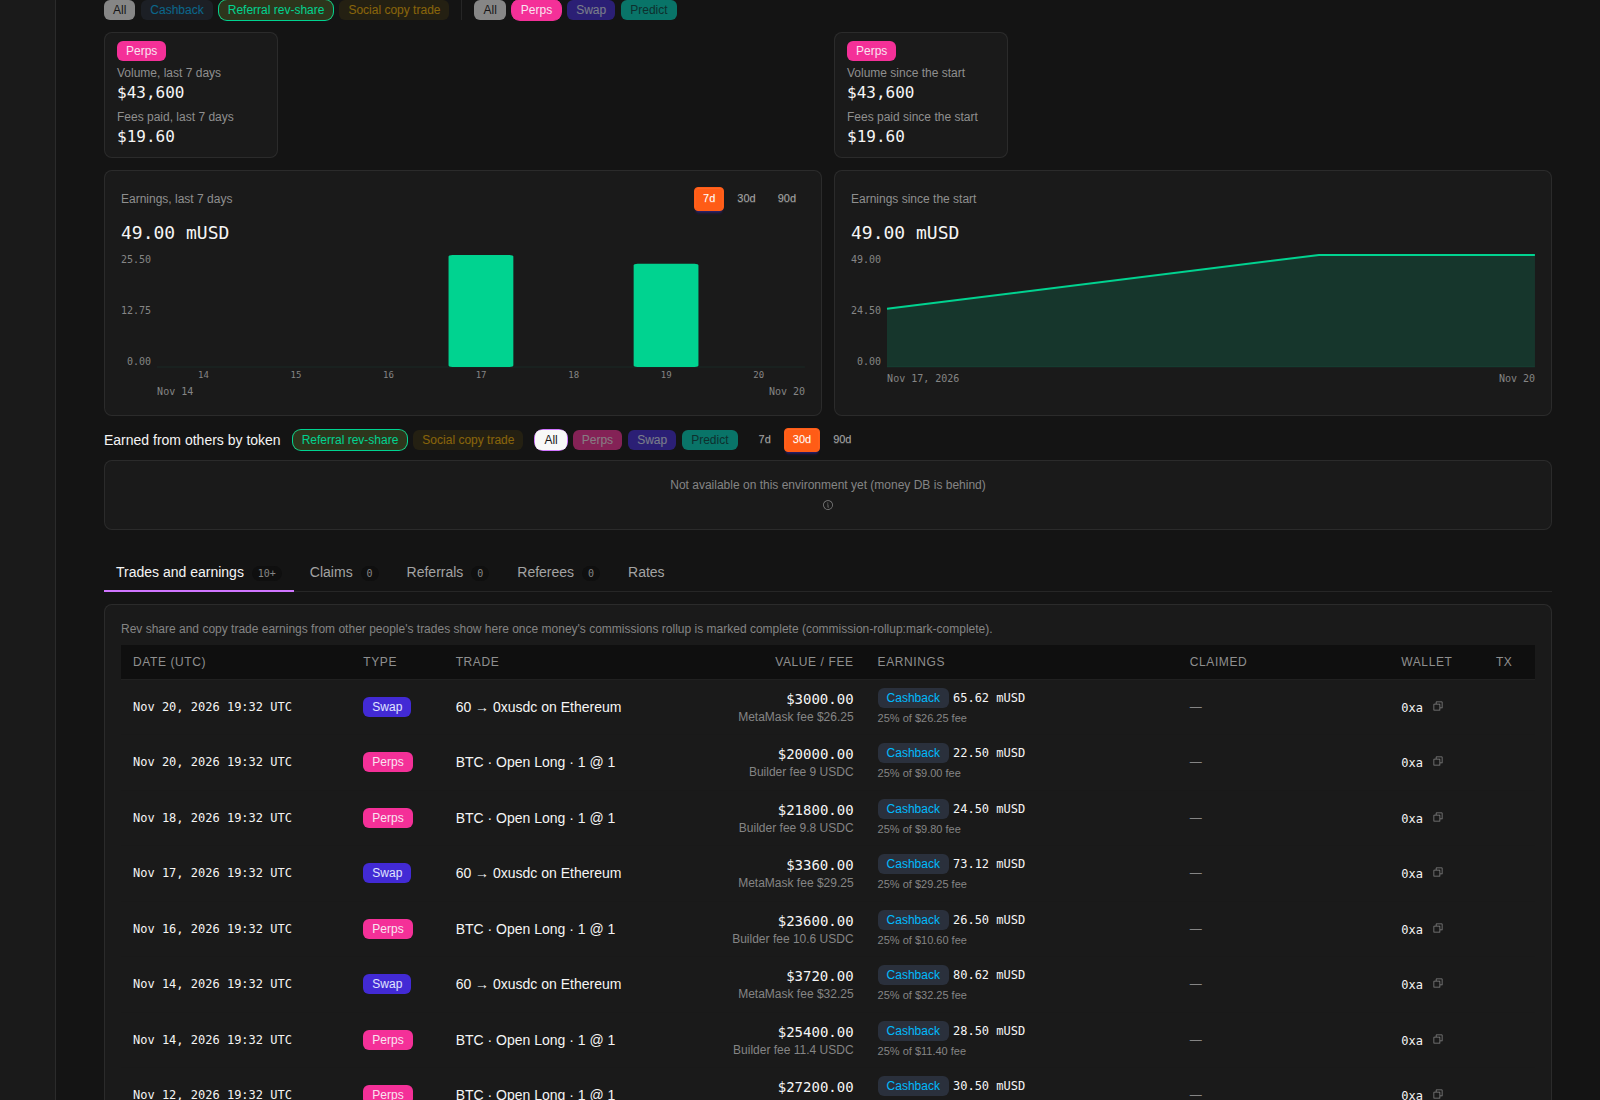 All Cashback Referral rev-share Social copy trade All Perps Swap Predict
Perps
Volume, last 7 days
$43,600
Fees paid, last 7 days
$19.60
Perps
Volume since the start
$43,600
Fees paid since the start
$19.60
Earnings, last 7 days 7d 30d 90d
49.00 mUSD
25.50
12.75
0.00
14 15 16 17 18 19 20
Nov 14 Nov 20
Earnings since the start
49.00 mUSD
49.00
24.50
0.00
Nov 17, 2026 Nov 20
Earned from others by token Referral rev-share Social copy trade All Perps Swap Predict 7d 30d 90d
Not available on this environment yet (money DB is behind)
Trades and earnings 10+ Claims 0 Referrals 0 Referees 0 Rates
Rev share and copy trade earnings from other people's trades show here once money's commissions rollup is marked complete (commission-rollup:mark-complete).
DATE (UTC) TYPE TRADE VALUE / FEE EARNINGS CLAIMED WALLET TX
Nov 20, 2026 19:32 UTC Swap 60 → 0xusdc on Ethereum $3000.00 Cashback 65.62 mUSD — 0xa
MetaMask fee $26.25 25% of $26.25 fee
Nov 20, 2026 19:32 UTC Perps BTC · Open Long · 1 @ 1 $20000.00 Cashback 22.50 mUSD — 0xa
Builder fee 9 USDC 25% of $9.00 fee
Nov 18, 2026 19:32 UTC Perps BTC · Open Long · 1 @ 1 $21800.00 Cashback 24.50 mUSD — 0xa
Builder fee 9.8 USDC 25% of $9.80 fee
Nov 17, 2026 19:32 UTC Swap 60 → 0xusdc on Ethereum $3360.00 Cashback 73.12 mUSD — 0xa
MetaMask fee $29.25 25% of $29.25 fee
Nov 16, 2026 19:32 UTC Perps BTC · Open Long · 1 @ 1 $23600.00 Cashback 26.50 mUSD — 0xa
Builder fee 10.6 USDC 25% of $10.60 fee
Nov 14, 2026 19:32 UTC Swap 60 → 0xusdc on Ethereum $3720.00 Cashback 80.62 mUSD — 0xa
MetaMask fee $32.25 25% of $32.25 fee
Nov 14, 2026 19:32 UTC Perps BTC · Open Long · 1 @ 1 $25400.00 Cashback 28.50 mUSD — 0xa
Builder fee 11.4 USDC 25% of $11.40 fee
Nov 12, 2026 19:32 UTC Perps BTC · Open Long · 1 @ 1 $27200.00 Cashback 30.50 mUSD — 0xa